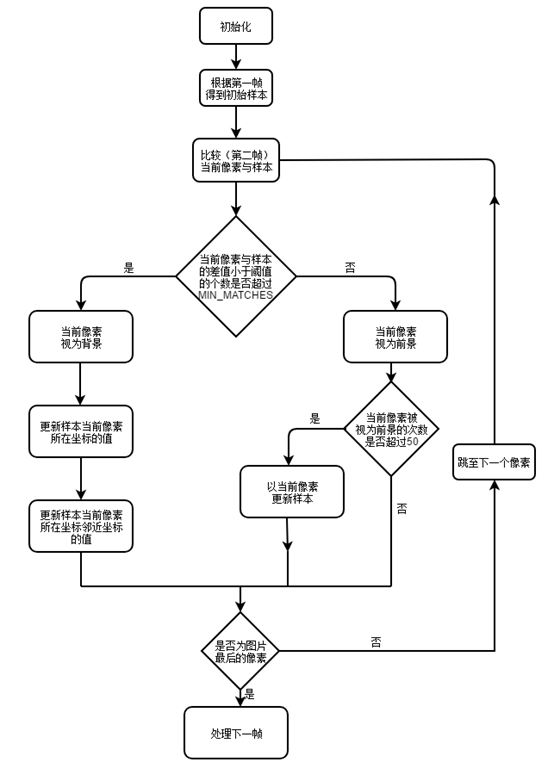 初始化
根据第一帧
得到初始样本
比较（第二帧）
当前像素与样本
当前像素与样本
的差值小于阈值
的个数是否超过
MIN_MATCHES
是
否
当前像素
视为背景
当前像素
视为前景
更新样本当前像素
所在坐标的值
当前像素被
视为前景的次数
是否超过50
是
否
以当前像素
更新样本
跳至下一个像素
更新样本当前像素
所在坐标邻近坐标
的值
是否为图片
最后的像素
否
是
处理下一帧